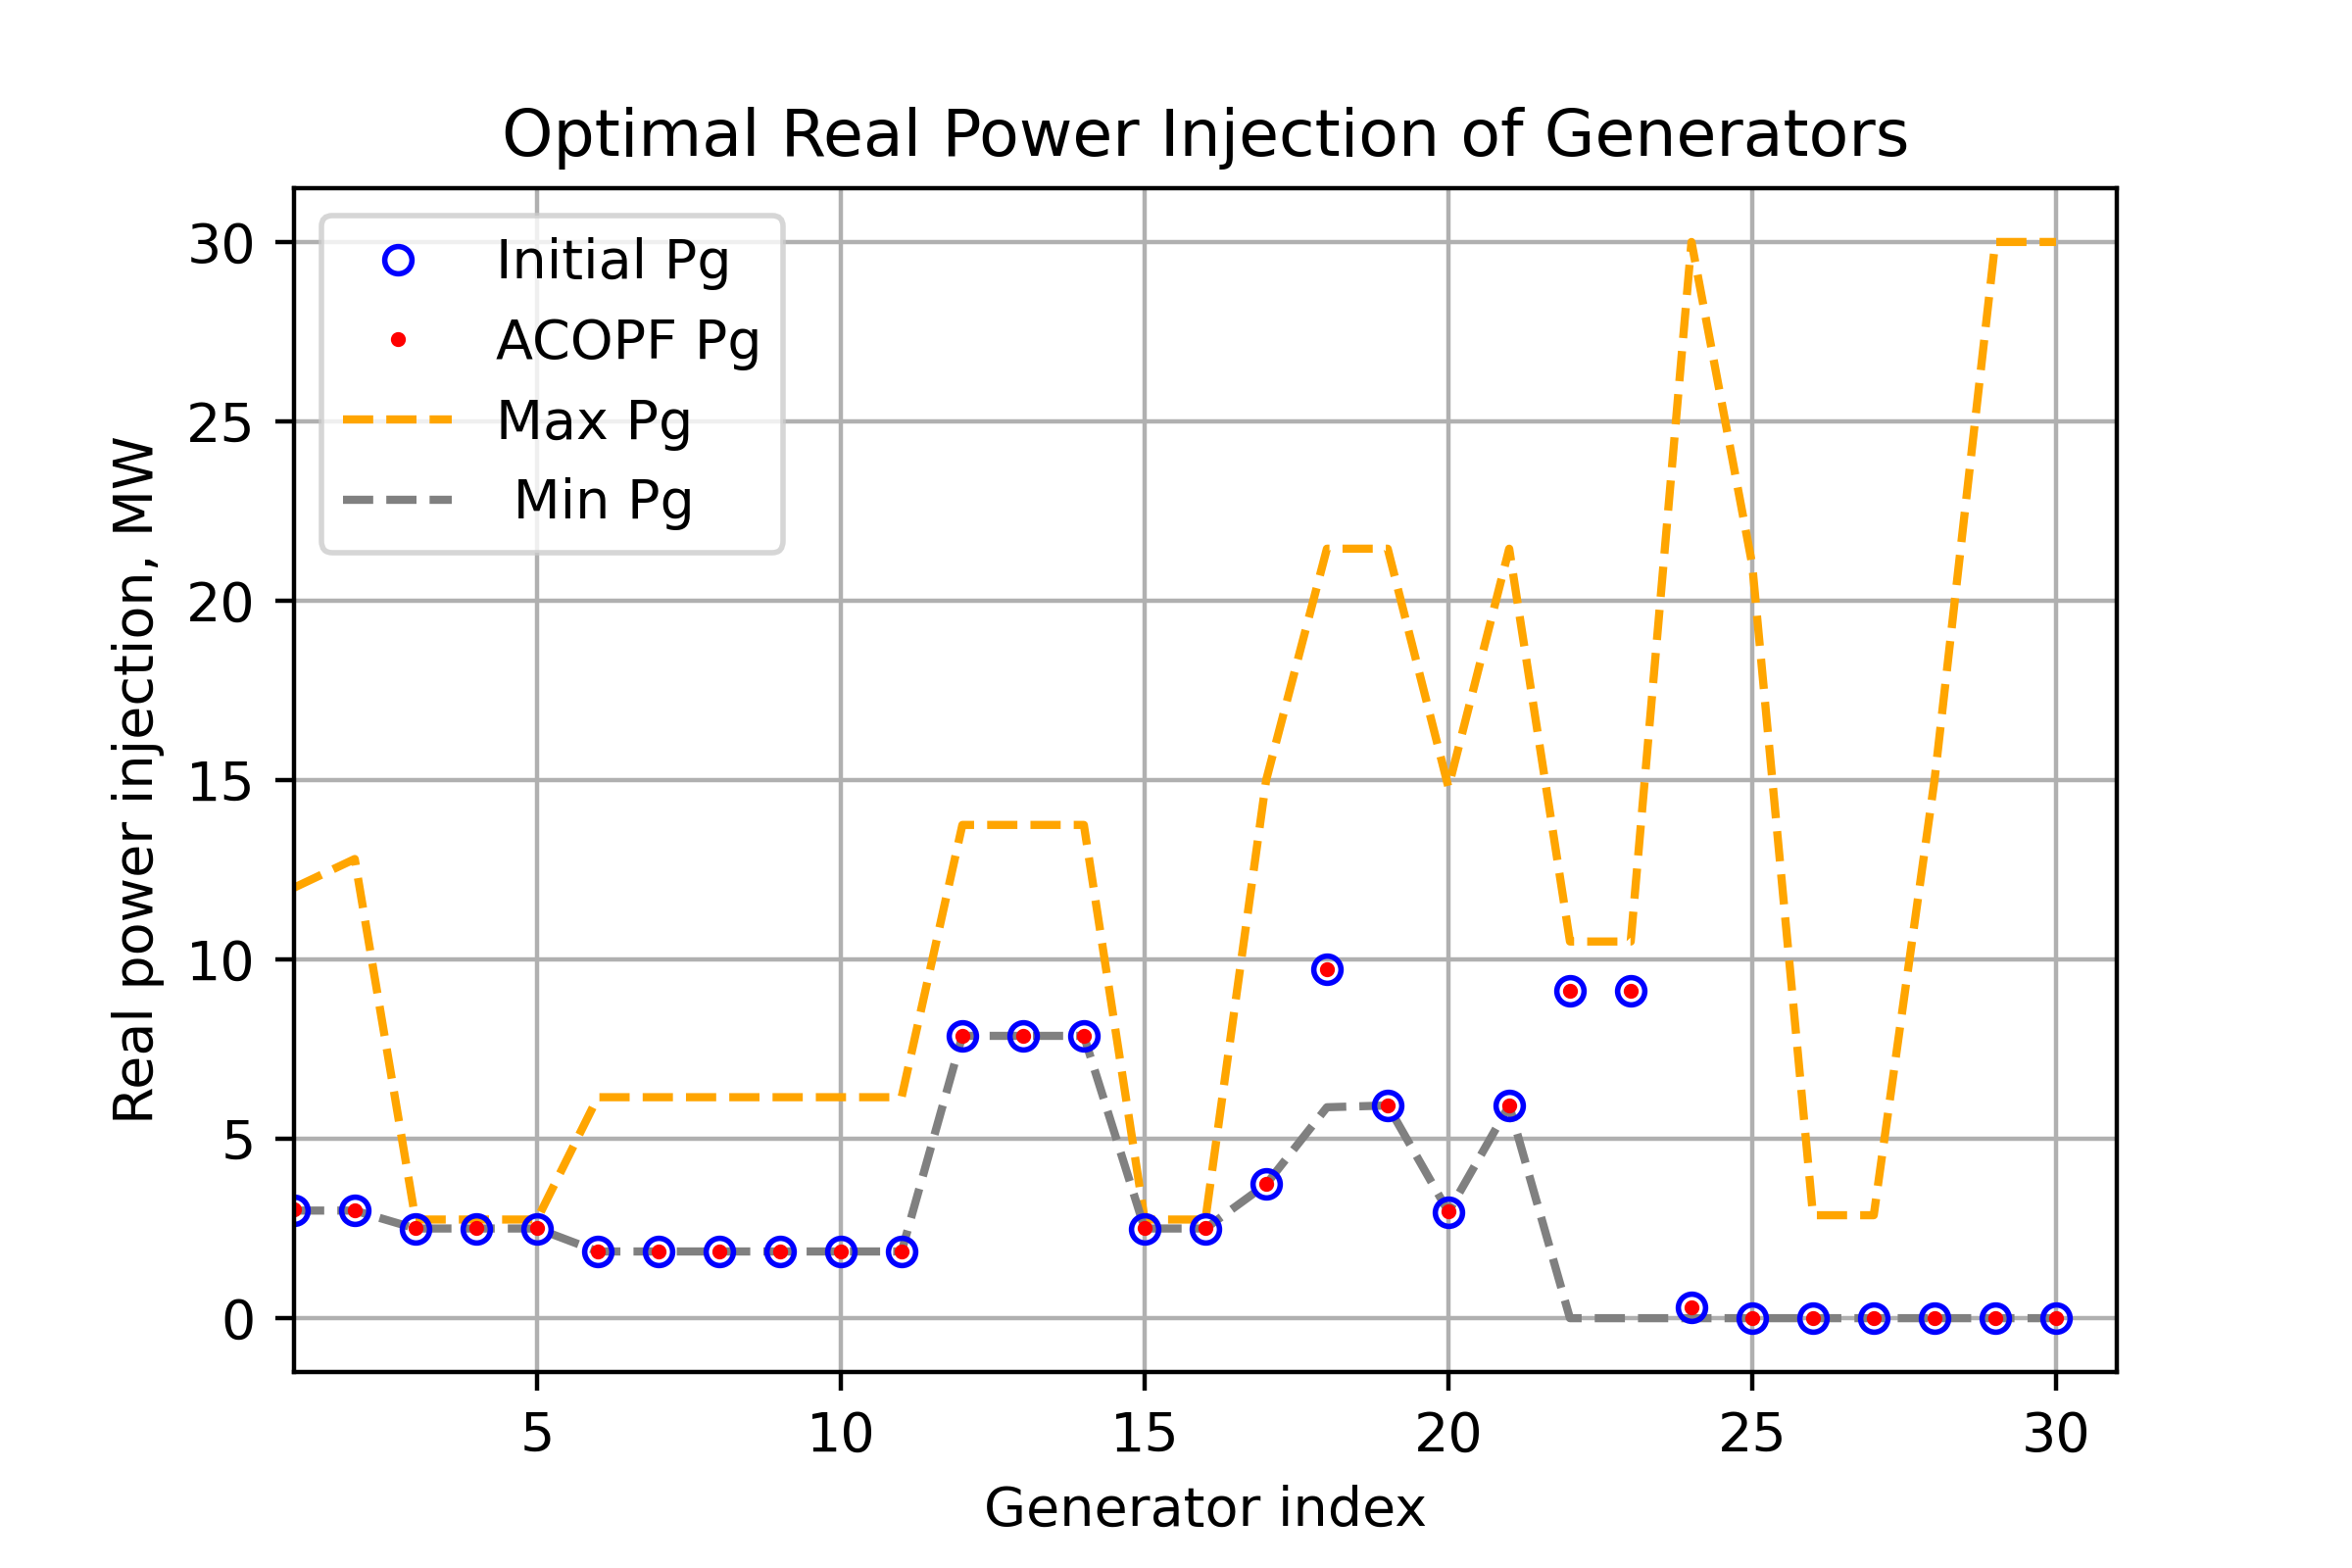 Optimal Real Power Injection of Generators
Initial Pg
ACOPF Pg
Max Pg
Min Pg
Real power injection, MW
30
25
20
15
10
5
0
5 10 15 20 25 30
Generator index